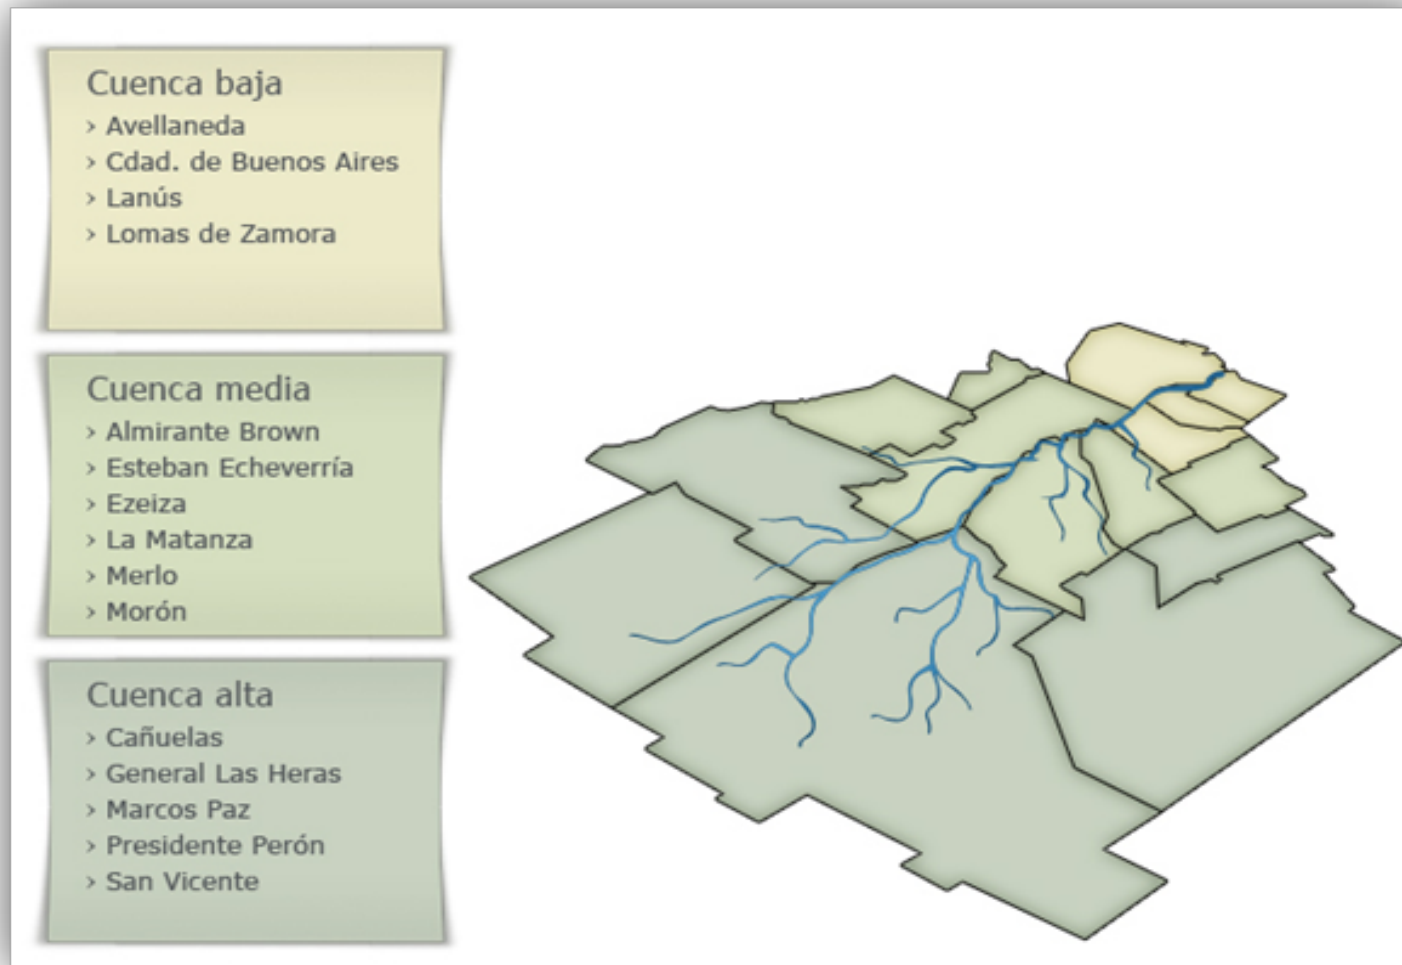 Cuenca baja
› Avellaneda
› Cdad. de Buenos Aires
› Lanús
› Lomas de Zamora
Cuenca media
› Almirante Brown
› Esteban Echeverría
› Ezeiza
› La Matanza
› Merlo
› Morón
Cuenca alta
› Cañuelas
› General Las Heras
› Marcos Paz
› Presidente Perón
› San Vicente